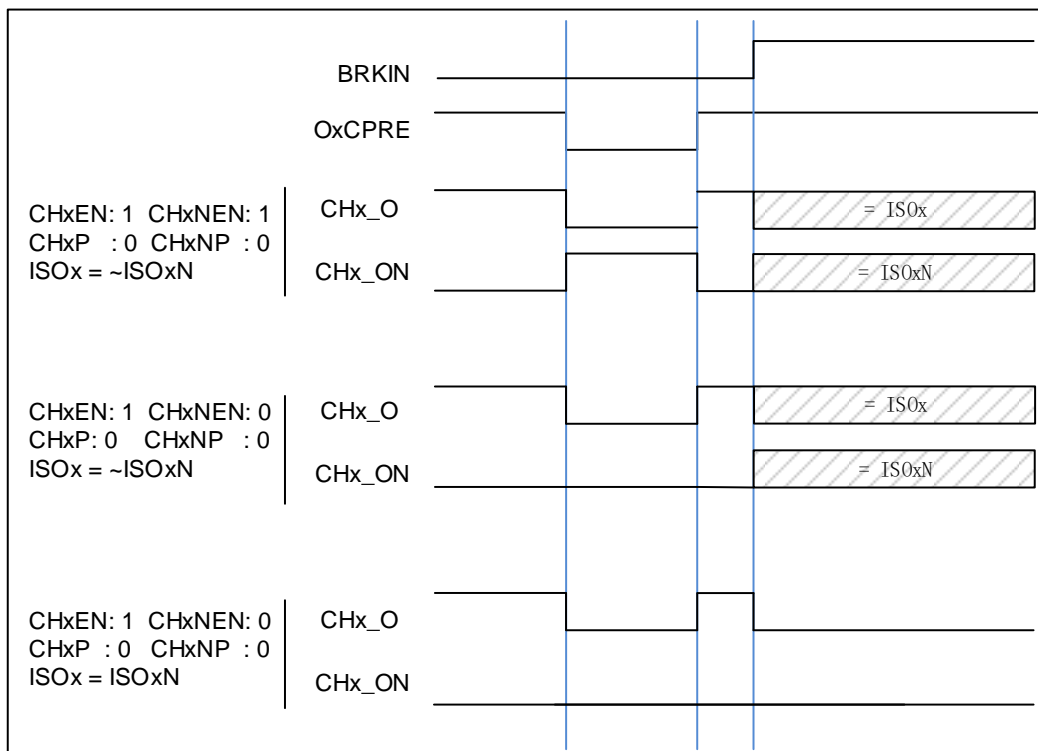 BRKIN
OxCPRE
CHxEN: 1 CHxNEN: 1
CHxP : 0 CHxNP : 0
ISOx = ~ISOxN
CHx_O
= ISOx
CHx_ON
= ISOxN
CHxEN: 1 CHxNEN: 0
CHxP: 0 CHxNP : 0
ISOx = ~ISOxN
CHx_O
= ISOx
CHx_ON
= ISOxN
CHxEN: 1 CHxNEN: 0
CHxP : 0 CHxNP : 0
ISOx = ISOxN
CHx_O
CHx_ON